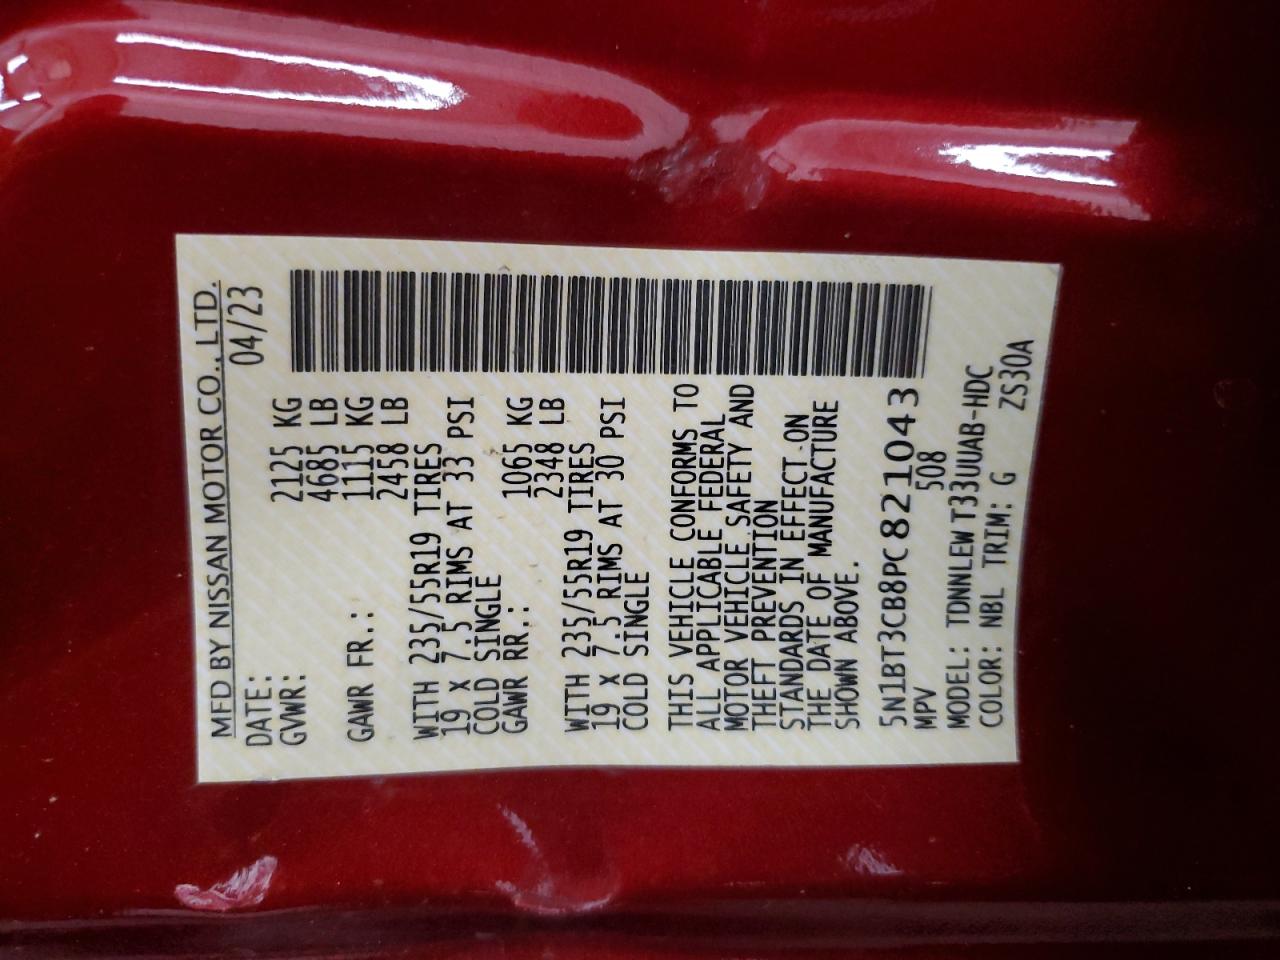 MFD BY NISSAN MOTOR CO., LTD.
DATE: 04/23
GVWR: 2125 KG
4685 LB
GAWR FR.: 1115 KG
2458 LB
WITH 235/55R19 TIRES
19 x 7.5 RIMS AT 33 PSI
COLD SINGLE
GAWR RR.: 1065 KG
2348 LB
WITH 235/55R19 TIRES
19 x 7.5 RIMS AT 30 PSI
COLD SINGLE
THIS VEHICLE CONFORMS TO
ALL APPLICABLE FEDERAL
MOTOR VEHICLE SAFETY AND
THEFT PREVENTION
STANDARDS IN EFFECT ON
THE DATE OF MANUFACTURE
SHOWN ABOVE.
5N1BT3CB8PC821043
MPV 508
MODEL: TDNNLEWT33UUAB-HDC
COLOR: NBL TRIM: G ZS30A